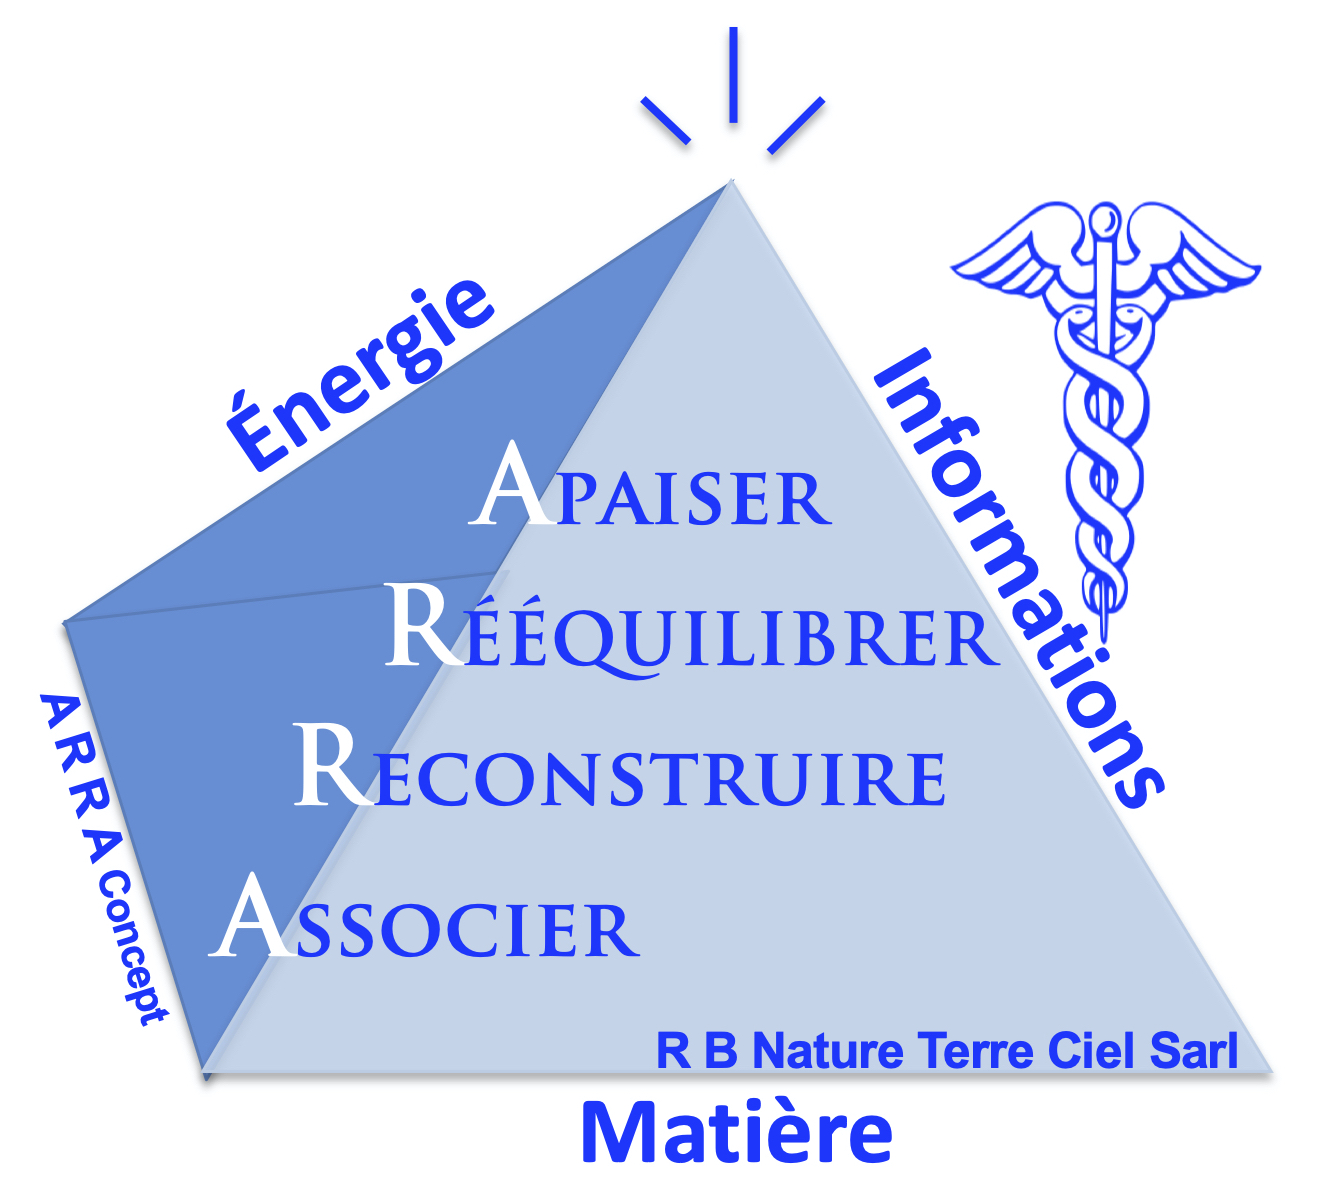 Énergie
Informations
APAISER
RÉÉQUILIBRER
RECONSTRUIRE
ASSOCIER
A R R A Concept
R B Nature Terre Ciel Sarl
Matière